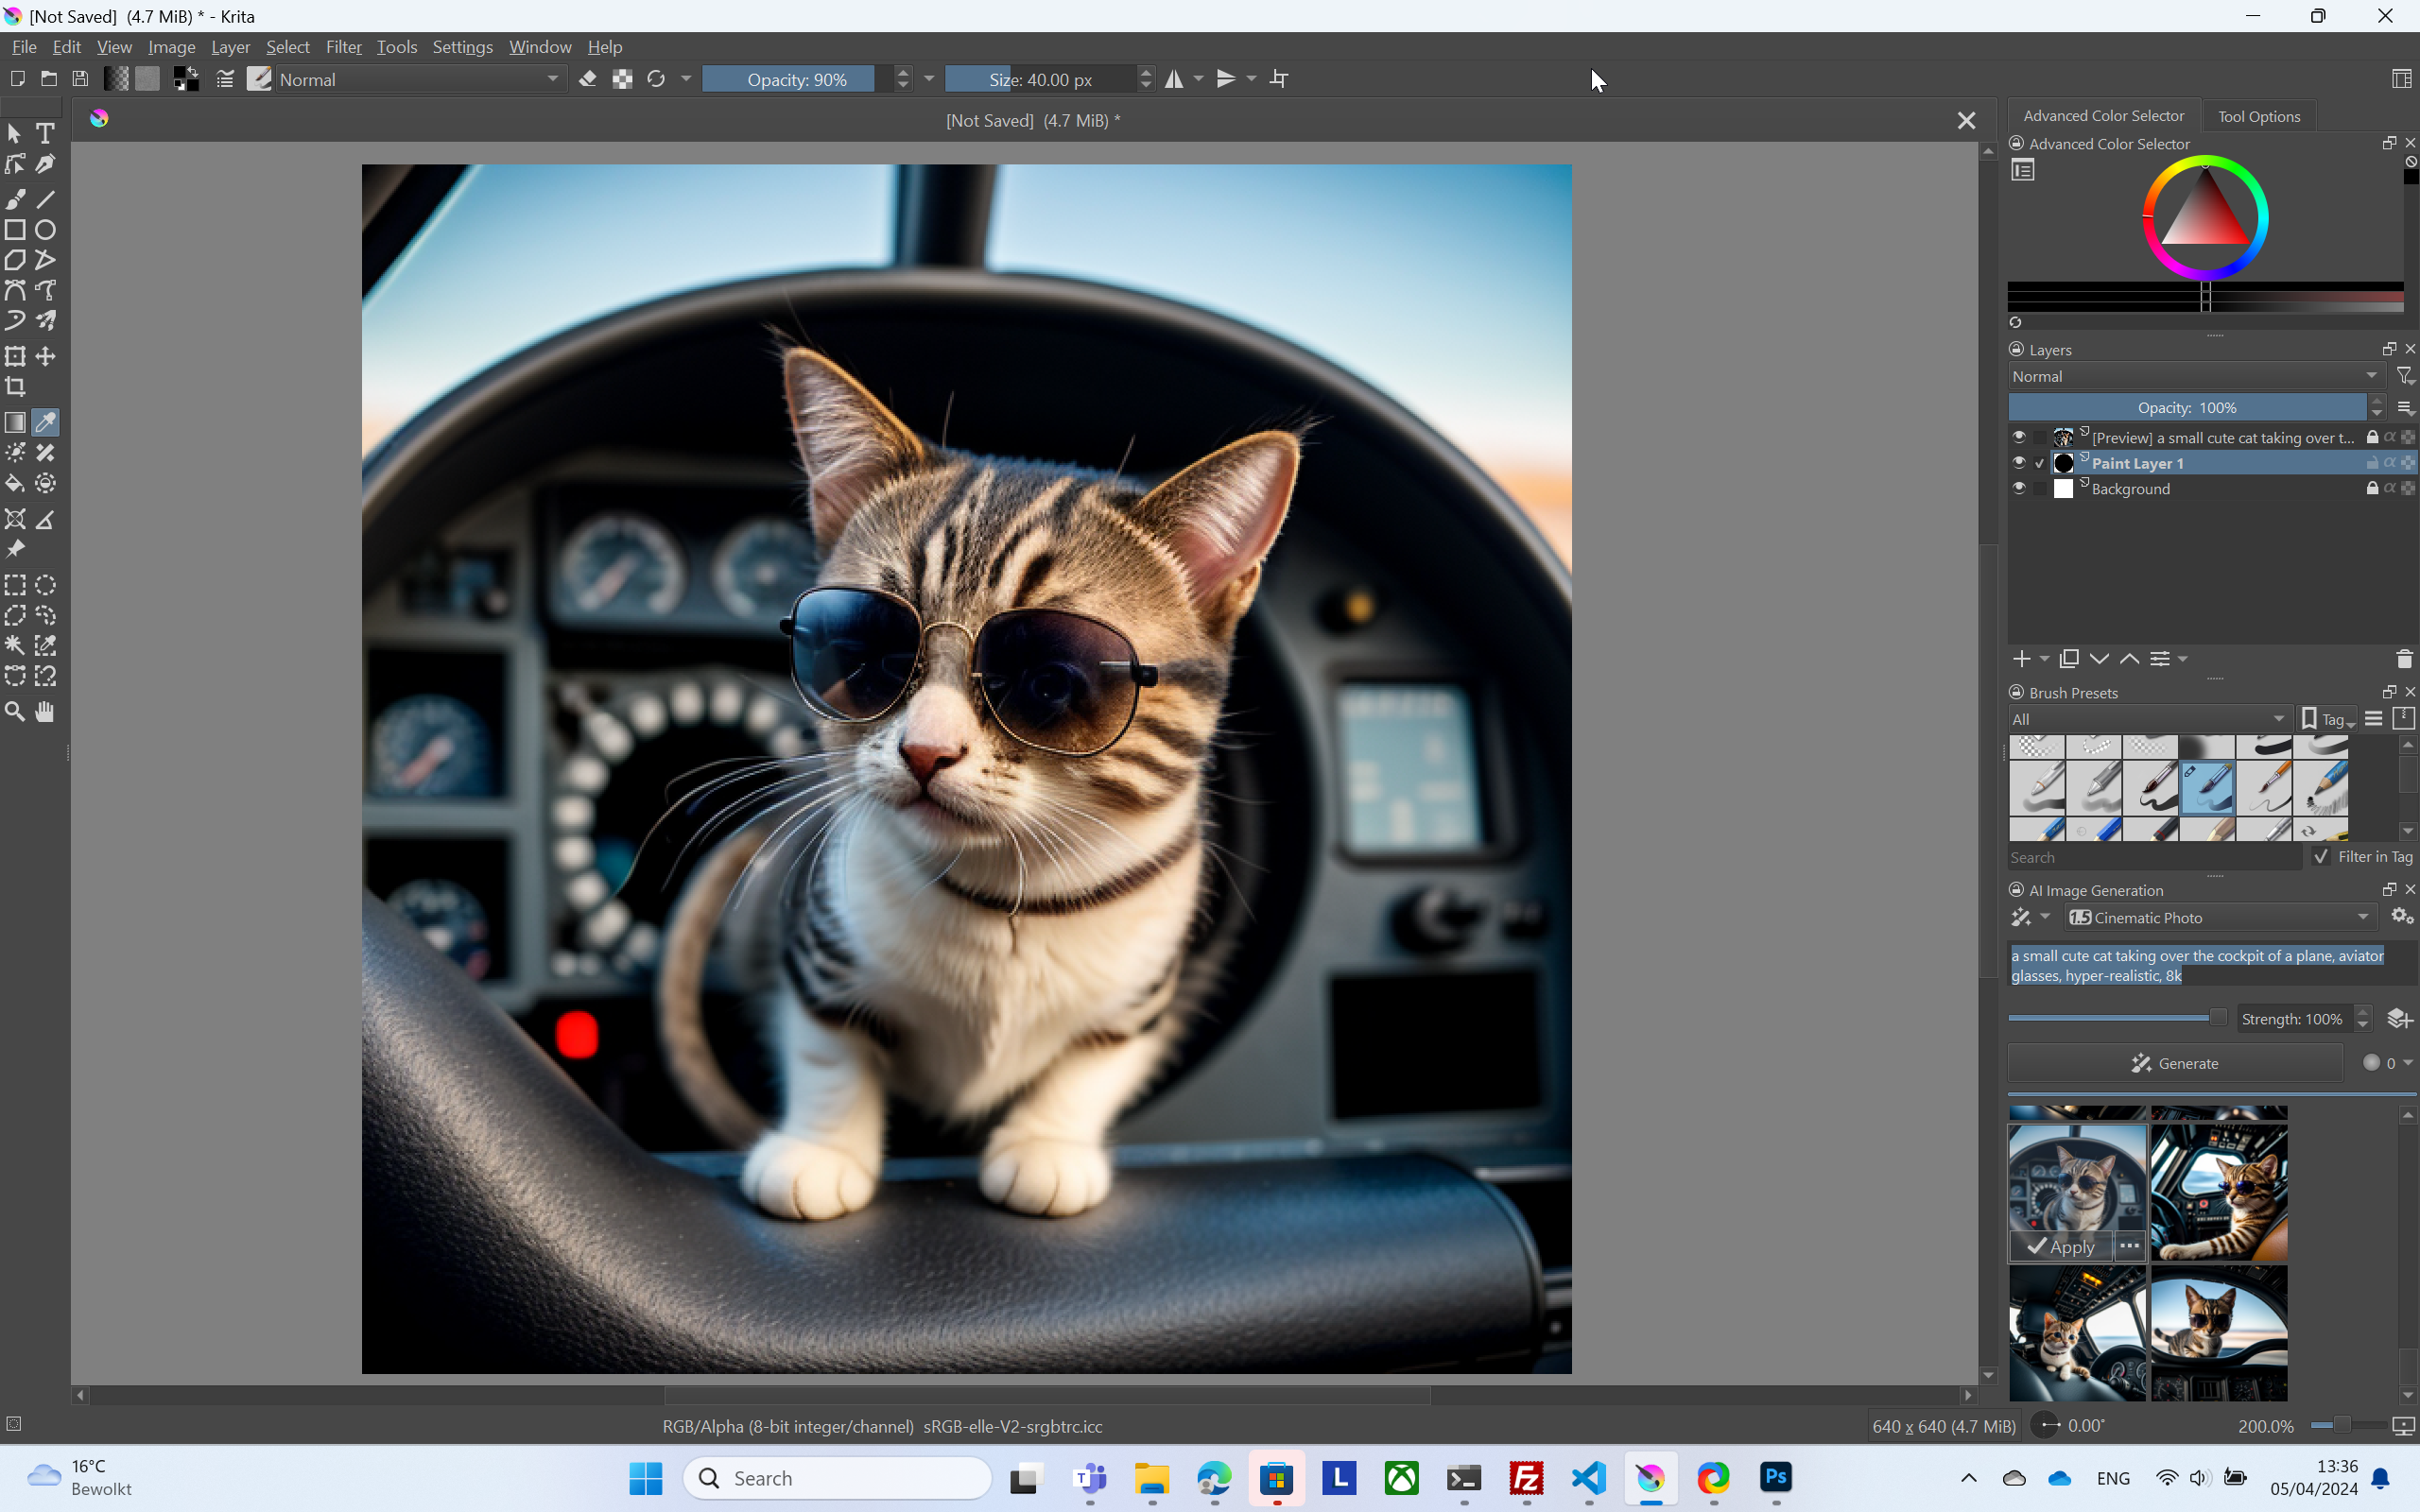 [Not Saved] (4.7 MiB) * - Krita
File Edit View Image Layer Select Filter Tools Settings Window Help
Normal Opacity: 90% Size: 40.00 px
[Not Saved] (4.7 MiB) *
Advanced Color Selector Tool Options
Advanced Color Selector
Layers
Normal
Opacity: 100%
[Preview] a small cute cat taking over t...
Paint Layer 1
Background
Brush Presets
All Tag
Search Filter in Tag
AI Image Generation
1.5 Cinematic Photo
a small cute cat taking over the cockpit of a plane, aviator
glasses, hyper-realistic, 8k
Strength: 100%
Generate 0
Apply
RGB/Alpha (8-bit integer/channel) sRGB-elle-V2-srgbtrc.icc 640 x 640 (4.7 MiB) 0.00° 200.0%
16°C
Bewolkt
Search
T L Fz Ps
ENG
13:36
05/04/2024